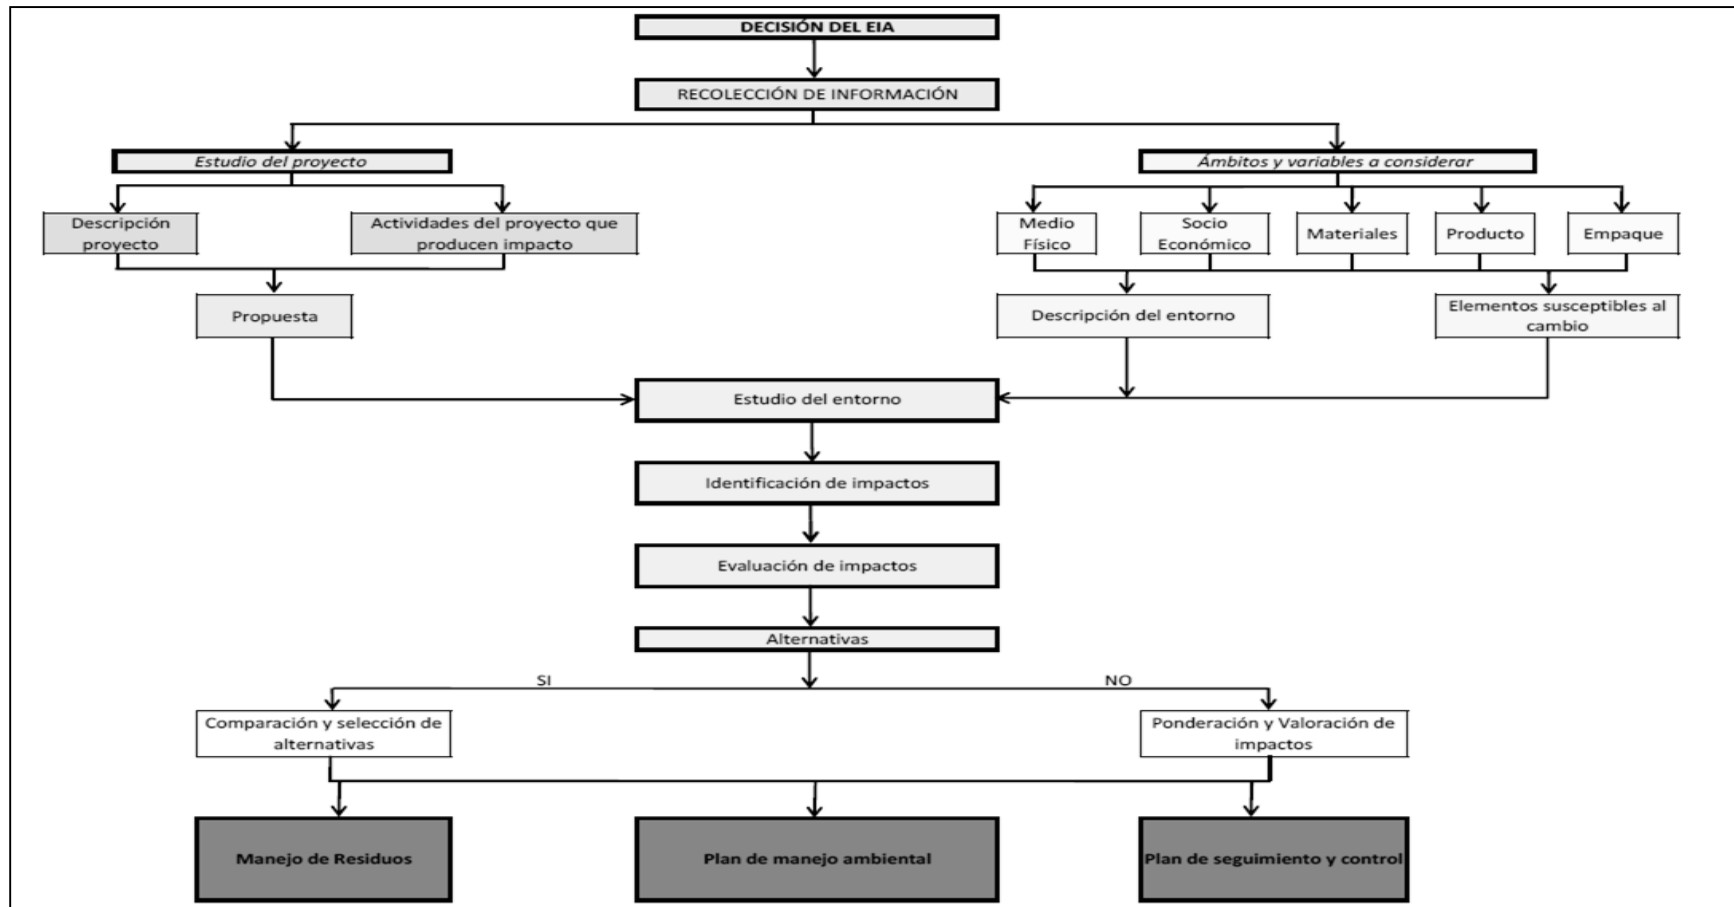 DECISIÓN DEL EIA
RECOLECCIÓN DE INFORMACIÓN
Estudio del proyecto
Ámbitos y variables a considerar
Descripción
proyecto
Actividades del proyecto que
producen impacto
Medio
Físico
Socio
Económico
Materiales
Producto
Empaque
Propuesta
Descripción del entorno
Elementos susceptibles al
cambio
Estudio del entorno
Identificación de impactos
Evaluación de impactos
Alternativas
SI
NO
Comparación y selección de
alternativas
Ponderación y Valoración de
impactos
Manejo de Residuos
Plan de manejo ambiental
Plan de seguimiento y control